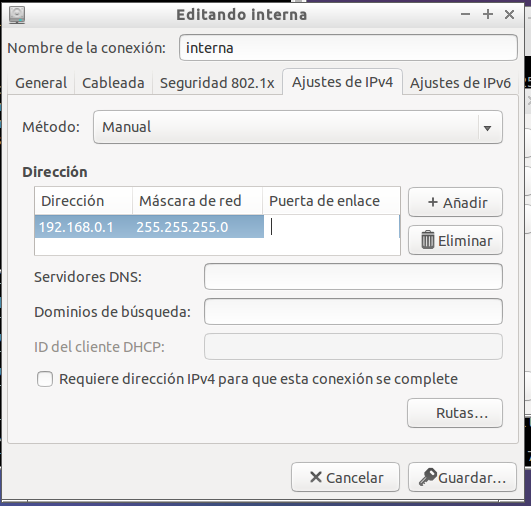 Editando interna
Nombre de la conexión: interna
General Cableada Seguridad 802.1x Ajustes de IPv4 Ajustes de IPv6
Método: Manual
Dirección
Dirección Máscara de red Puerta de enlace
192.168.0.1 255.255.255.0
+ Añadir
Eliminar
Servidores DNS:
Dominios de búsqueda:
ID del cliente DHCP:
Requiere dirección IPv4 para que esta conexión se complete
Rutas...
Cancelar Guardar...